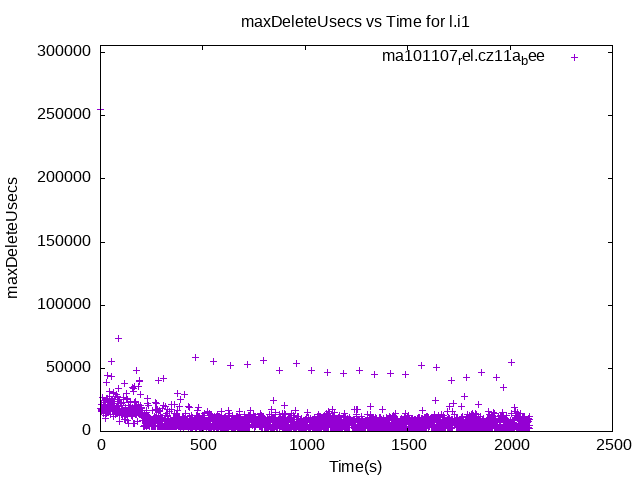 maxDeleteUsecs vs Time for l.i1
ma101107rel.cz11abee
300000
250000
200000
150000
100000
50000
0
maxDeleteUsecs
0 500 1000 1500 2000 2500
Time(s)